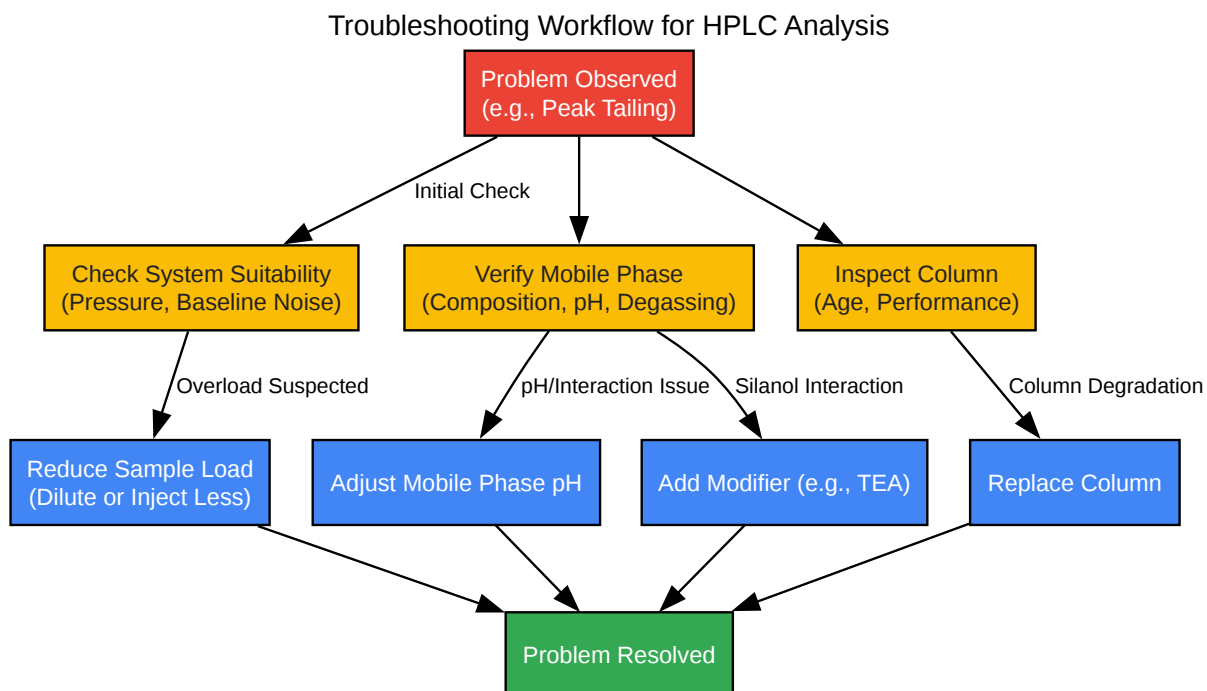 Troubleshooting Workflow for HPLC Analysis
Problem Observed
(e.g., Peak Tailing)
Initial Check
Check System Suitability
(Pressure, Baseline Noise)
Verify Mobile Phase
(Composition, pH, Degassing)
Inspect Column
(Age, Performance)
Overload Suspected
pH/Interaction Issue
Silanol Interaction
Column Degradation
Reduce Sample Load
(Dilute or Inject Less)
Adjust Mobile Phase pH
Add Modifier (e.g., TEA)
Replace Column
Problem Resolved